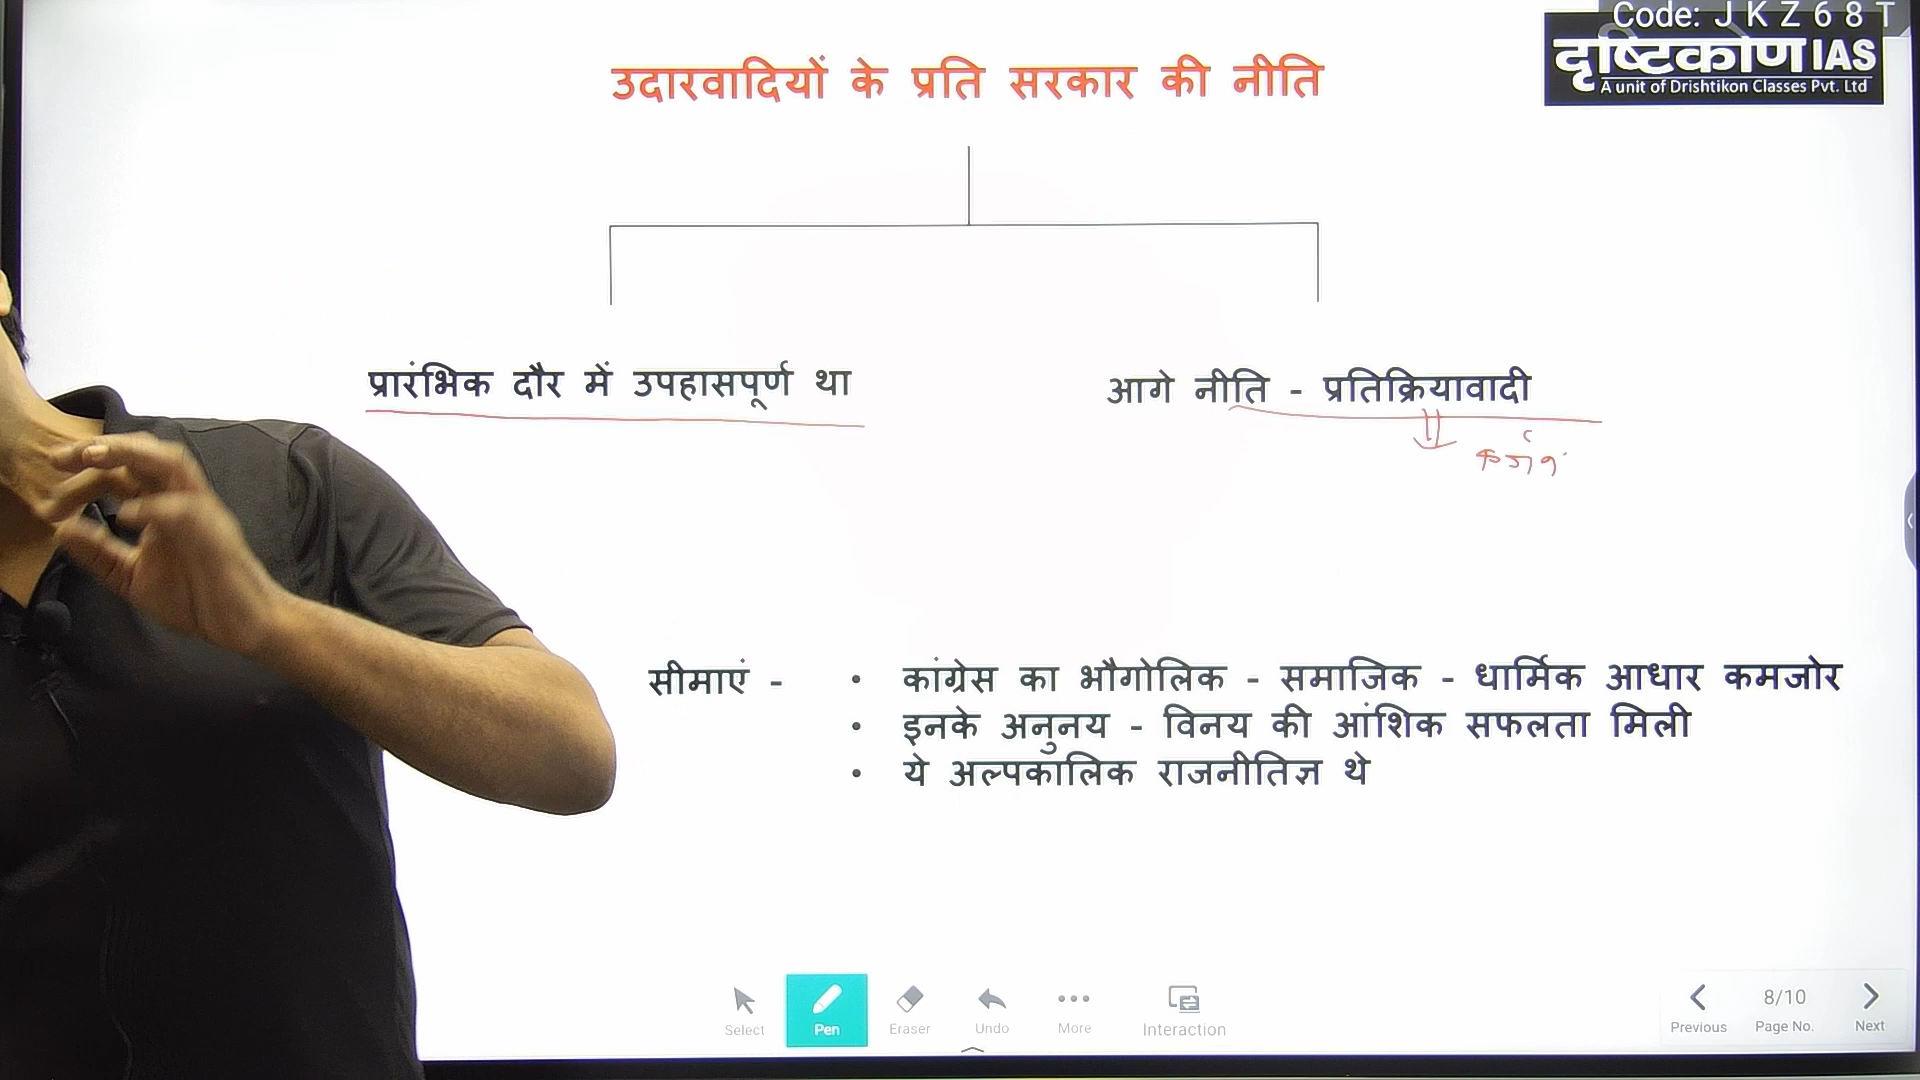 Code: J K Z 6 8 T
दृष्टिकोण IAS
A unit of Drishtikon Classes Pvt. Ltd
उदारवादियों के प्रति सरकार की नीति
प्रारंभिक दौर में उपहासपूर्ण था
आगे नीति - प्रतिक्रियावादी
सीमाएं -
• कांग्रेस का भौगोलिक - समाजिक - धार्मिक आधार कमजोर
• इनके अनुनय - विनय की आंशिक सफलता मिली
• ये अल्पकालिक राजनीतिज्ञ थे
Select
Pen
Eraser
Undo
More
Interaction
8/10
Previous
Page No.
Next